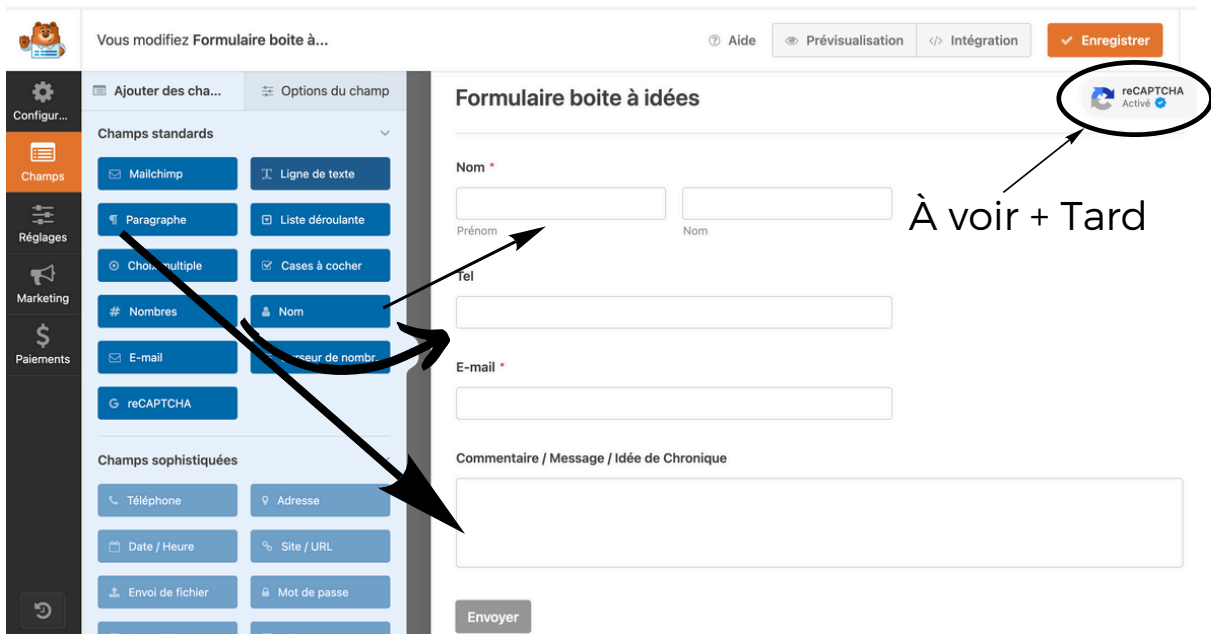 Vous modifiez Formulaire boite à...
Aide
Prévisualisation
</> Intégration
Enregistrer
Configur...
Champs
Réglages
Marketing
Paiements
Ajouter des cha...
Options du champ
Champs standards
Mailchimp
Ligne de texte
Paragraphe
Liste déroulante
Choix multiple
Cases à cocher
# Nombres
Nom
E-mail
de nombr.
G reCAPTCHA
Champs sophistiquées
Téléphone
Adresse
Date / Heure
Site / URL
Envoi de fichier
Mot de passe
Formulaire boite à idées
reCAPTCHA
Activé
À voir + Tard
Nom *
Prénom
Nom
Tel
E-mail *
Commentaire / Message / Idée de Chronique
Envoyer